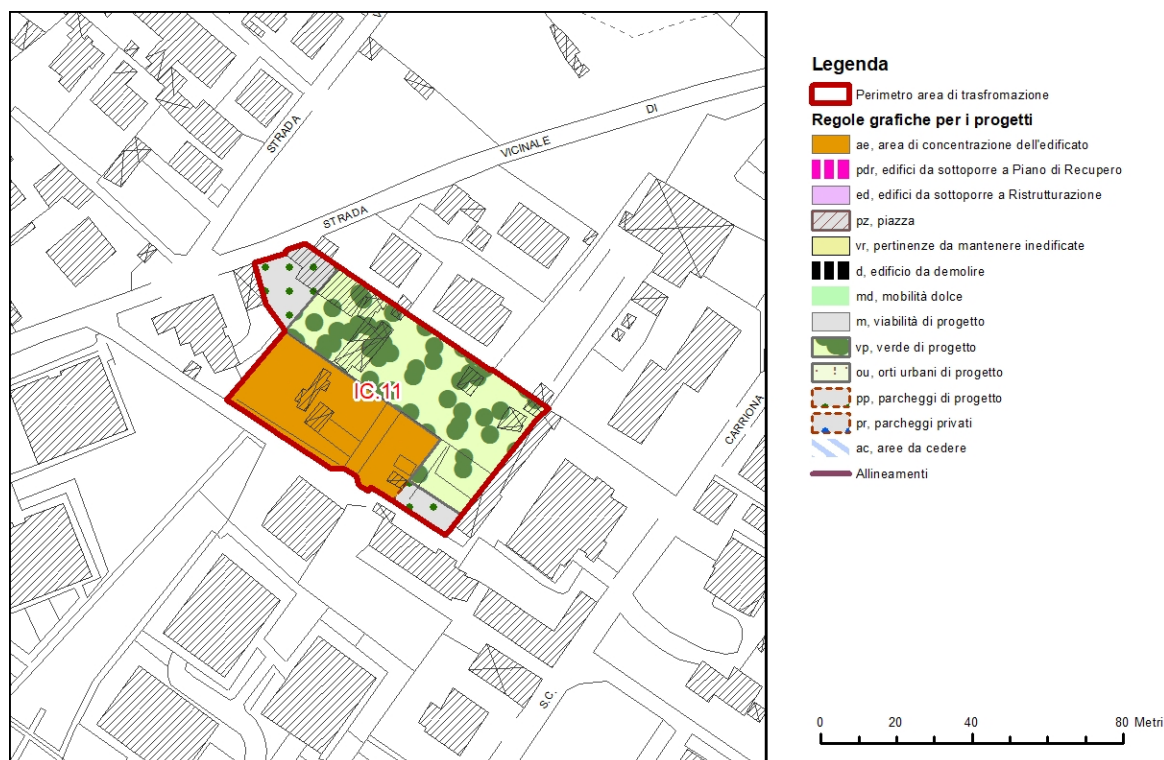 STRADA
STRADA
VICINALE
DI
IC.11
CARRIONA
S.C.
Legenda
Perimetro area di trasfromazione
Regole grafiche per i progetti
ae, area di concentrazione dell'edificato
pdr, edifici da sottoporre a Piano di Recupero
ed, edifici da sottoporre a Ristrutturazione
pz, piazza
vr, pertinenze da mantenere inedificate
d, edificio da demolire
md, mobilità dolce
m, viabilità di progetto
vp, verde di progetto
ou, orti urbani di progetto
pp, parcheggi di progetto
pr, parcheggi privati
ac, aree da cedere
Allineamenti
0 20 40 80 Metri